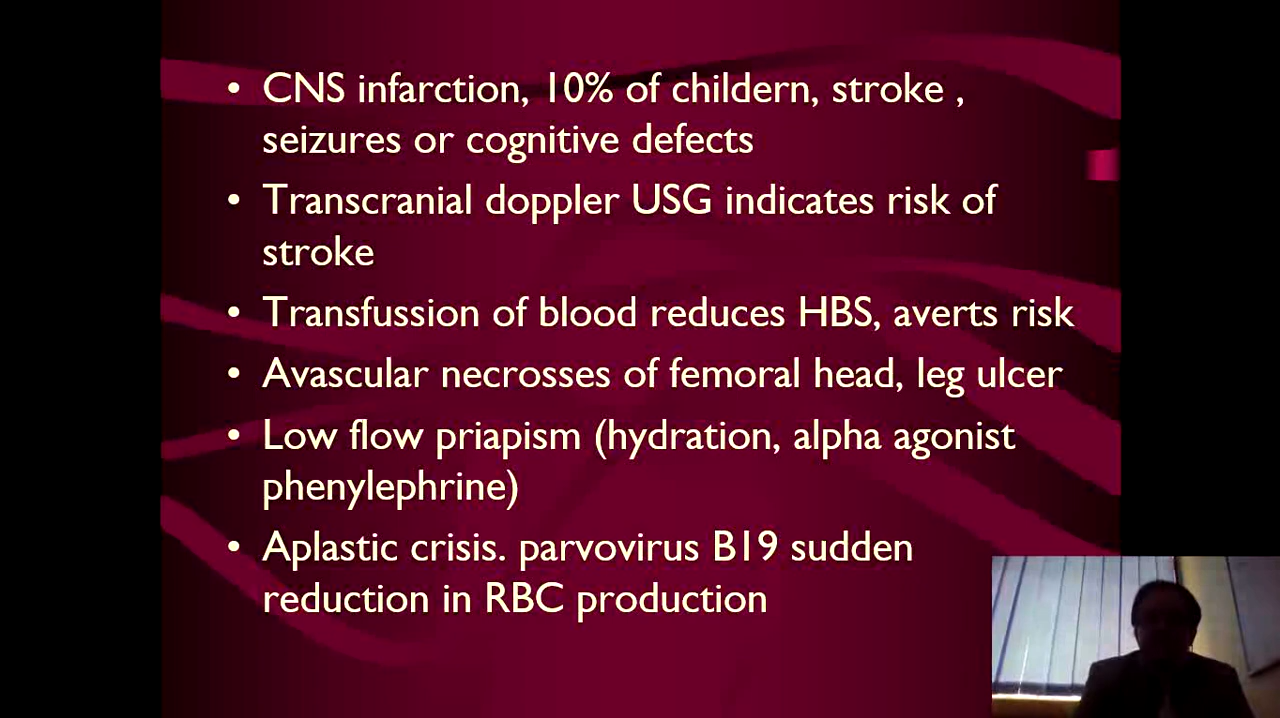 • CNS infarction, 10% of childern, stroke ,
seizures or cognitive defects
• Transcranial doppler USG indicates risk of
stroke
• Transfussion of blood reduces HBS, averts risk
• Avascular necrosses of femoral head, leg ulcer
• Low flow priapism (hydration, alpha agonist
phenylephrine)
• Aplastic crisis. parvovirus B19 sudden
reduction in RBC production